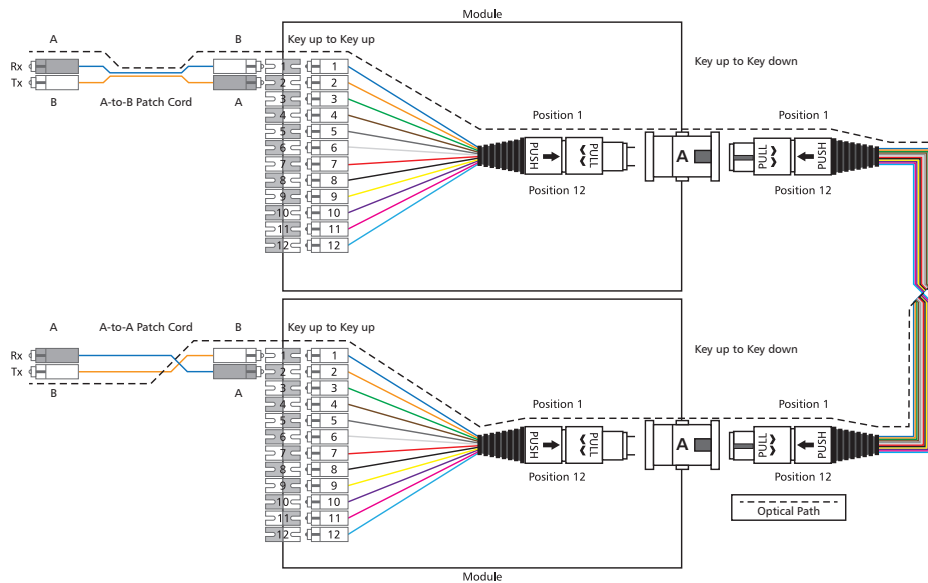 Module
A
B
Key up to Key up
Key up to Key down
Rx
Tx
B
A-to-B Patch Cord
A
1 1
2 2
3 3
4 4
5 5
6 6
7 7
8 8
9 9
10 10
11 11
12 12
Position 1
Position 1
PUSH
PULL
A
PULL
PUSH
Position 12
Position 12
A
A-to-A Patch Cord
B
Key up to Key up
Key up to Key down
Rx
Tx
B
A
1 1
2 2
3 3
4 4
5 5
6 6
7 7
8 8
9 9
10 10
11 11
12 12
Position 1
Position 1
PUSH
PULL
A
PULL
PUSH
Position 12
Position 12
Optical Path
Module